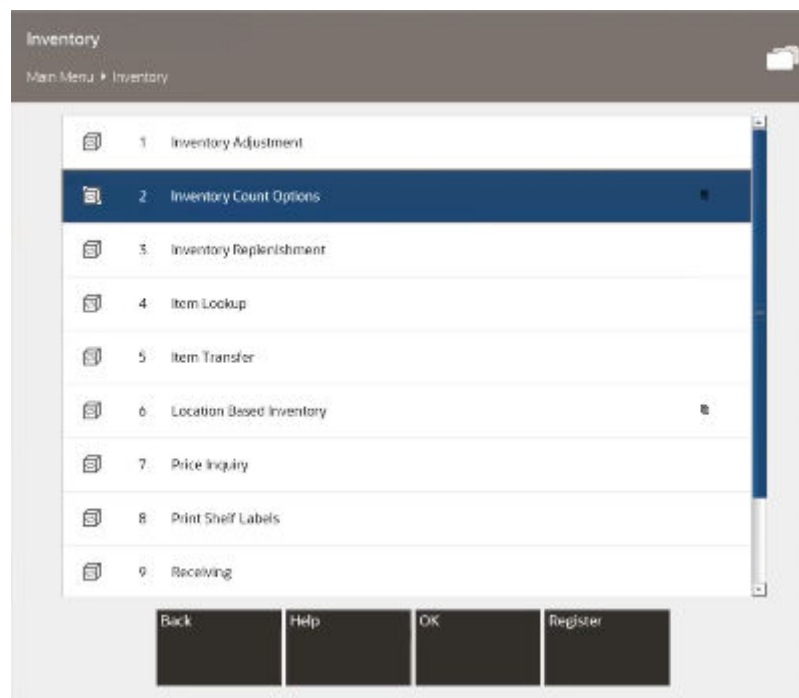 Inventory
Main Menu ▸ Inventory
1 Inventory Adjustment
2 Inventory Count Options
3 Inventory Replenishment
4 Item Lookup
5 Item Transfer
6 Location Based Inventory
7 Price Inquiry
8 Print Shelf Labels
9 Receiving
Back Help OK Register